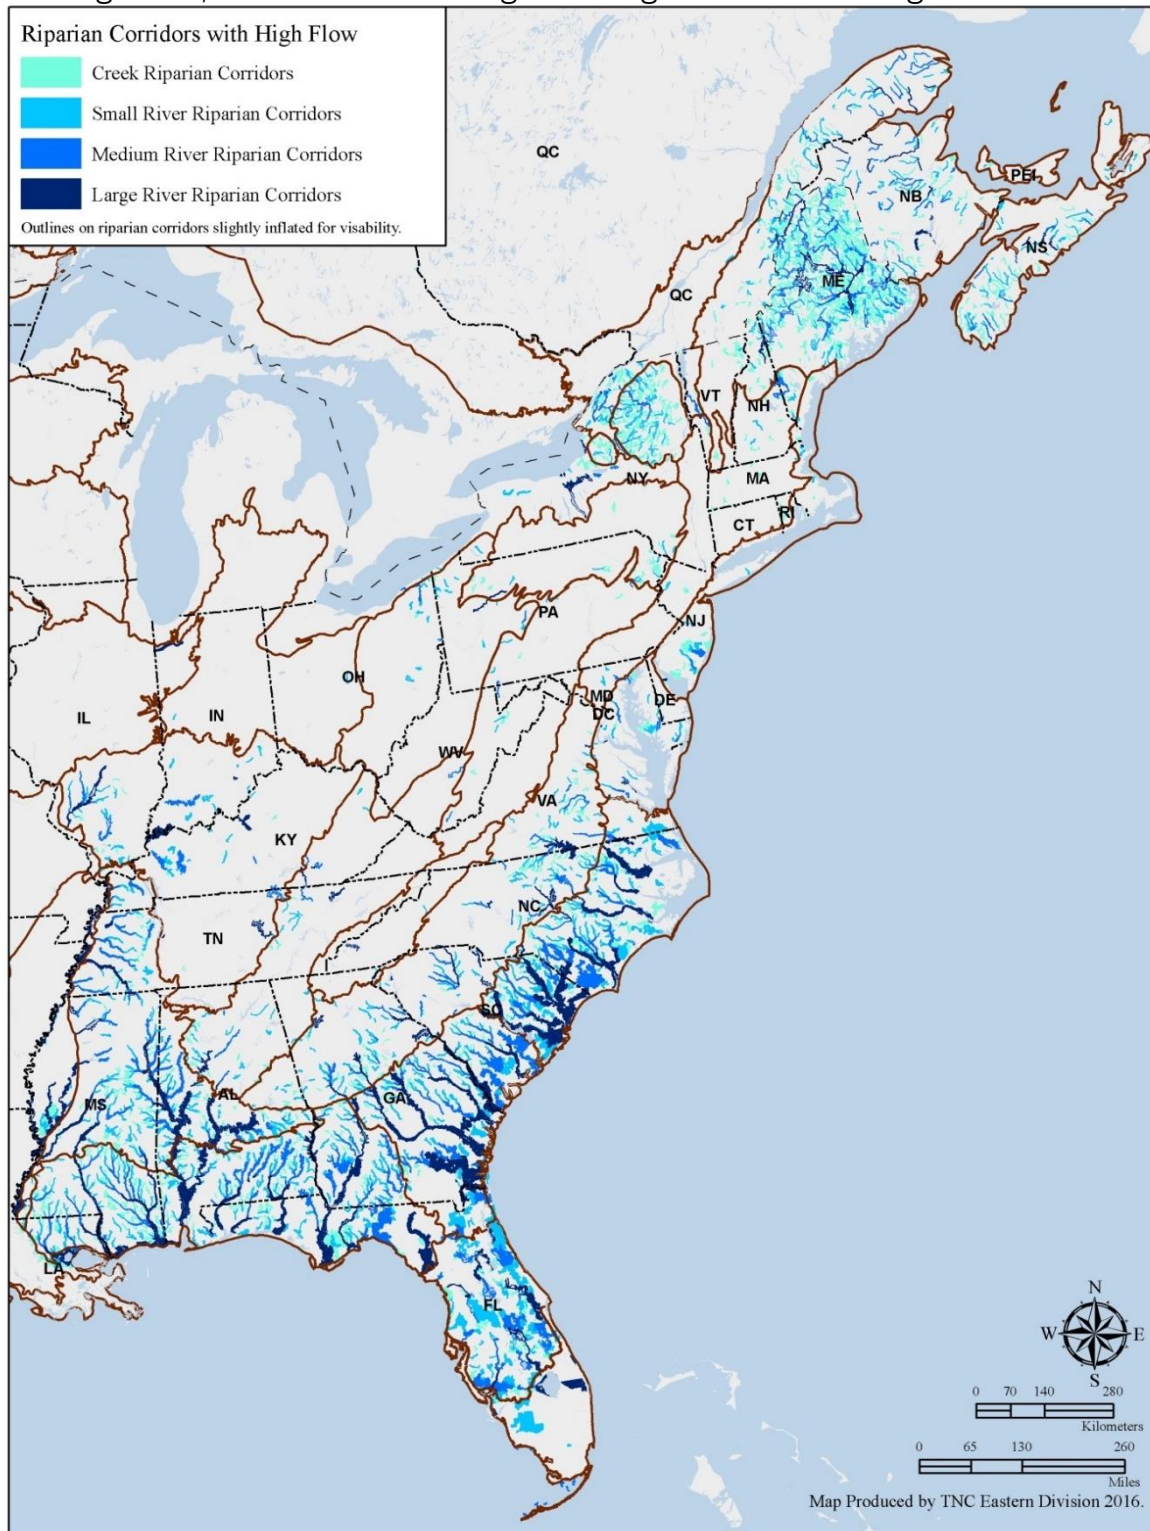 Riparian Corridors with High Flow
Creek Riparian Corridors
Small River Riparian Corridors
Medium River Riparian Corridors
Large River Riparian Corridors
Outlines on riparian corridors slightly inflated for visability.
QC
PEI
NB
NS
ME
QC
VT
NH
NY
MA
CT
RI
PA
NJ
OH
MD
DE
DC
IL
IN
WV
VA
KY
NC
TN
SC
MS
AL
GA
LA
FL
N
W
E
S
0 70 140 280
Kilometers
0 65 130 260
Miles
Map Produced by TNC Eastern Division 2016.